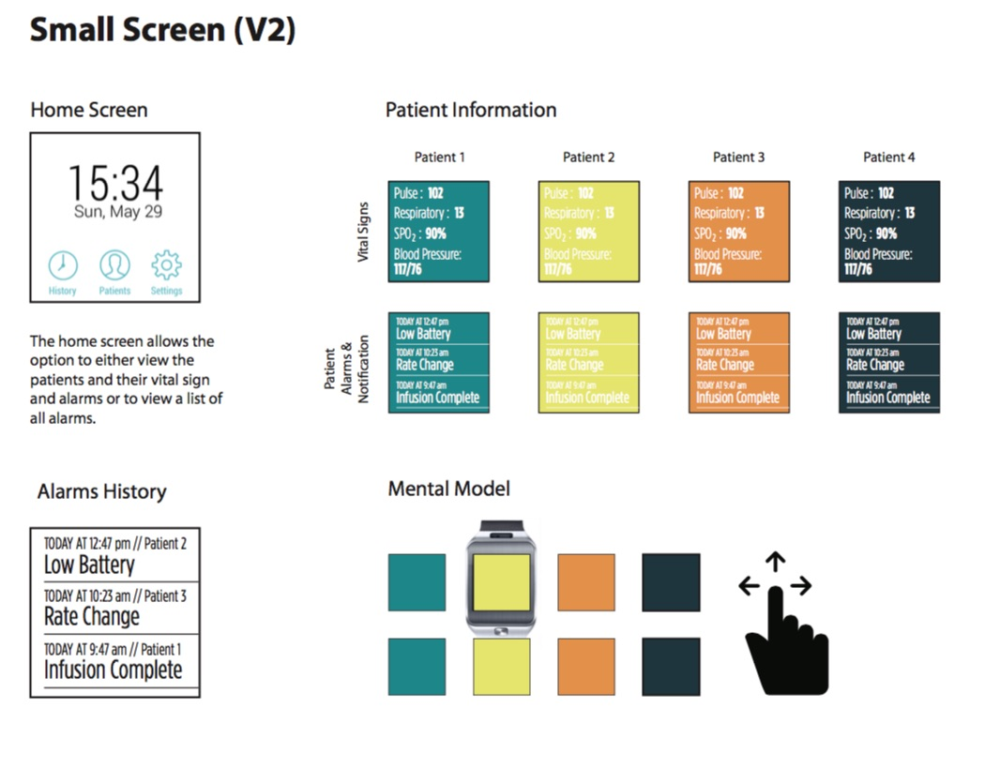 Small Screen (V2)
Home Screen
15:34
Sun, May 29
History Patients Settings
The home screen allows the
option to either view the
patients and their vital sign
and alarms or to view a list of
all alarms.
Patient Information
Patient 1 Patient 2 Patient 3 Patient 4
Vital Signs
Pulse : 102
Respiratory : 13
SPO₂ : 90%
Blood Pressure:
117/76
Pulse : 102
Respiratory : 13
SPO₂ : 90%
Blood Pressure:
117/76
Pulse : 102
Respiratory : 13
SPO₂ : 90%
Blood Pressure:
117/76
Pulse : 102
Respiratory : 13
SPO₂ : 90%
Blood Pressure:
117/76
Patient
Alarms &
Notification
TODAY AT 12:47 pm
Low Battery
TODAY AT 10:23 am
Rate Change
TODAY AT 9:47 am
Infusion Complete
TODAY AT 12:47 pm
Low Battery
TODAY AT 10:23 am
Rate Change
TODAY AT 9:47 am
Infusion Complete
TODAY AT 12:47 pm
Low Battery
TODAY AT 10:23 am
Rate Change
TODAY AT 9:47 am
Infusion Complete
TODAY AT 12:47 pm
Low Battery
TODAY AT 10:23 am
Rate Change
TODAY AT 9:47 am
Infusion Complete
Alarms History
TODAY AT 12:47 pm // Patient 2
Low Battery
TODAY AT 10:23 am // Patient 3
Rate Change
TODAY AT 9:47 am // Patient 1
Infusion Complete
Mental Model